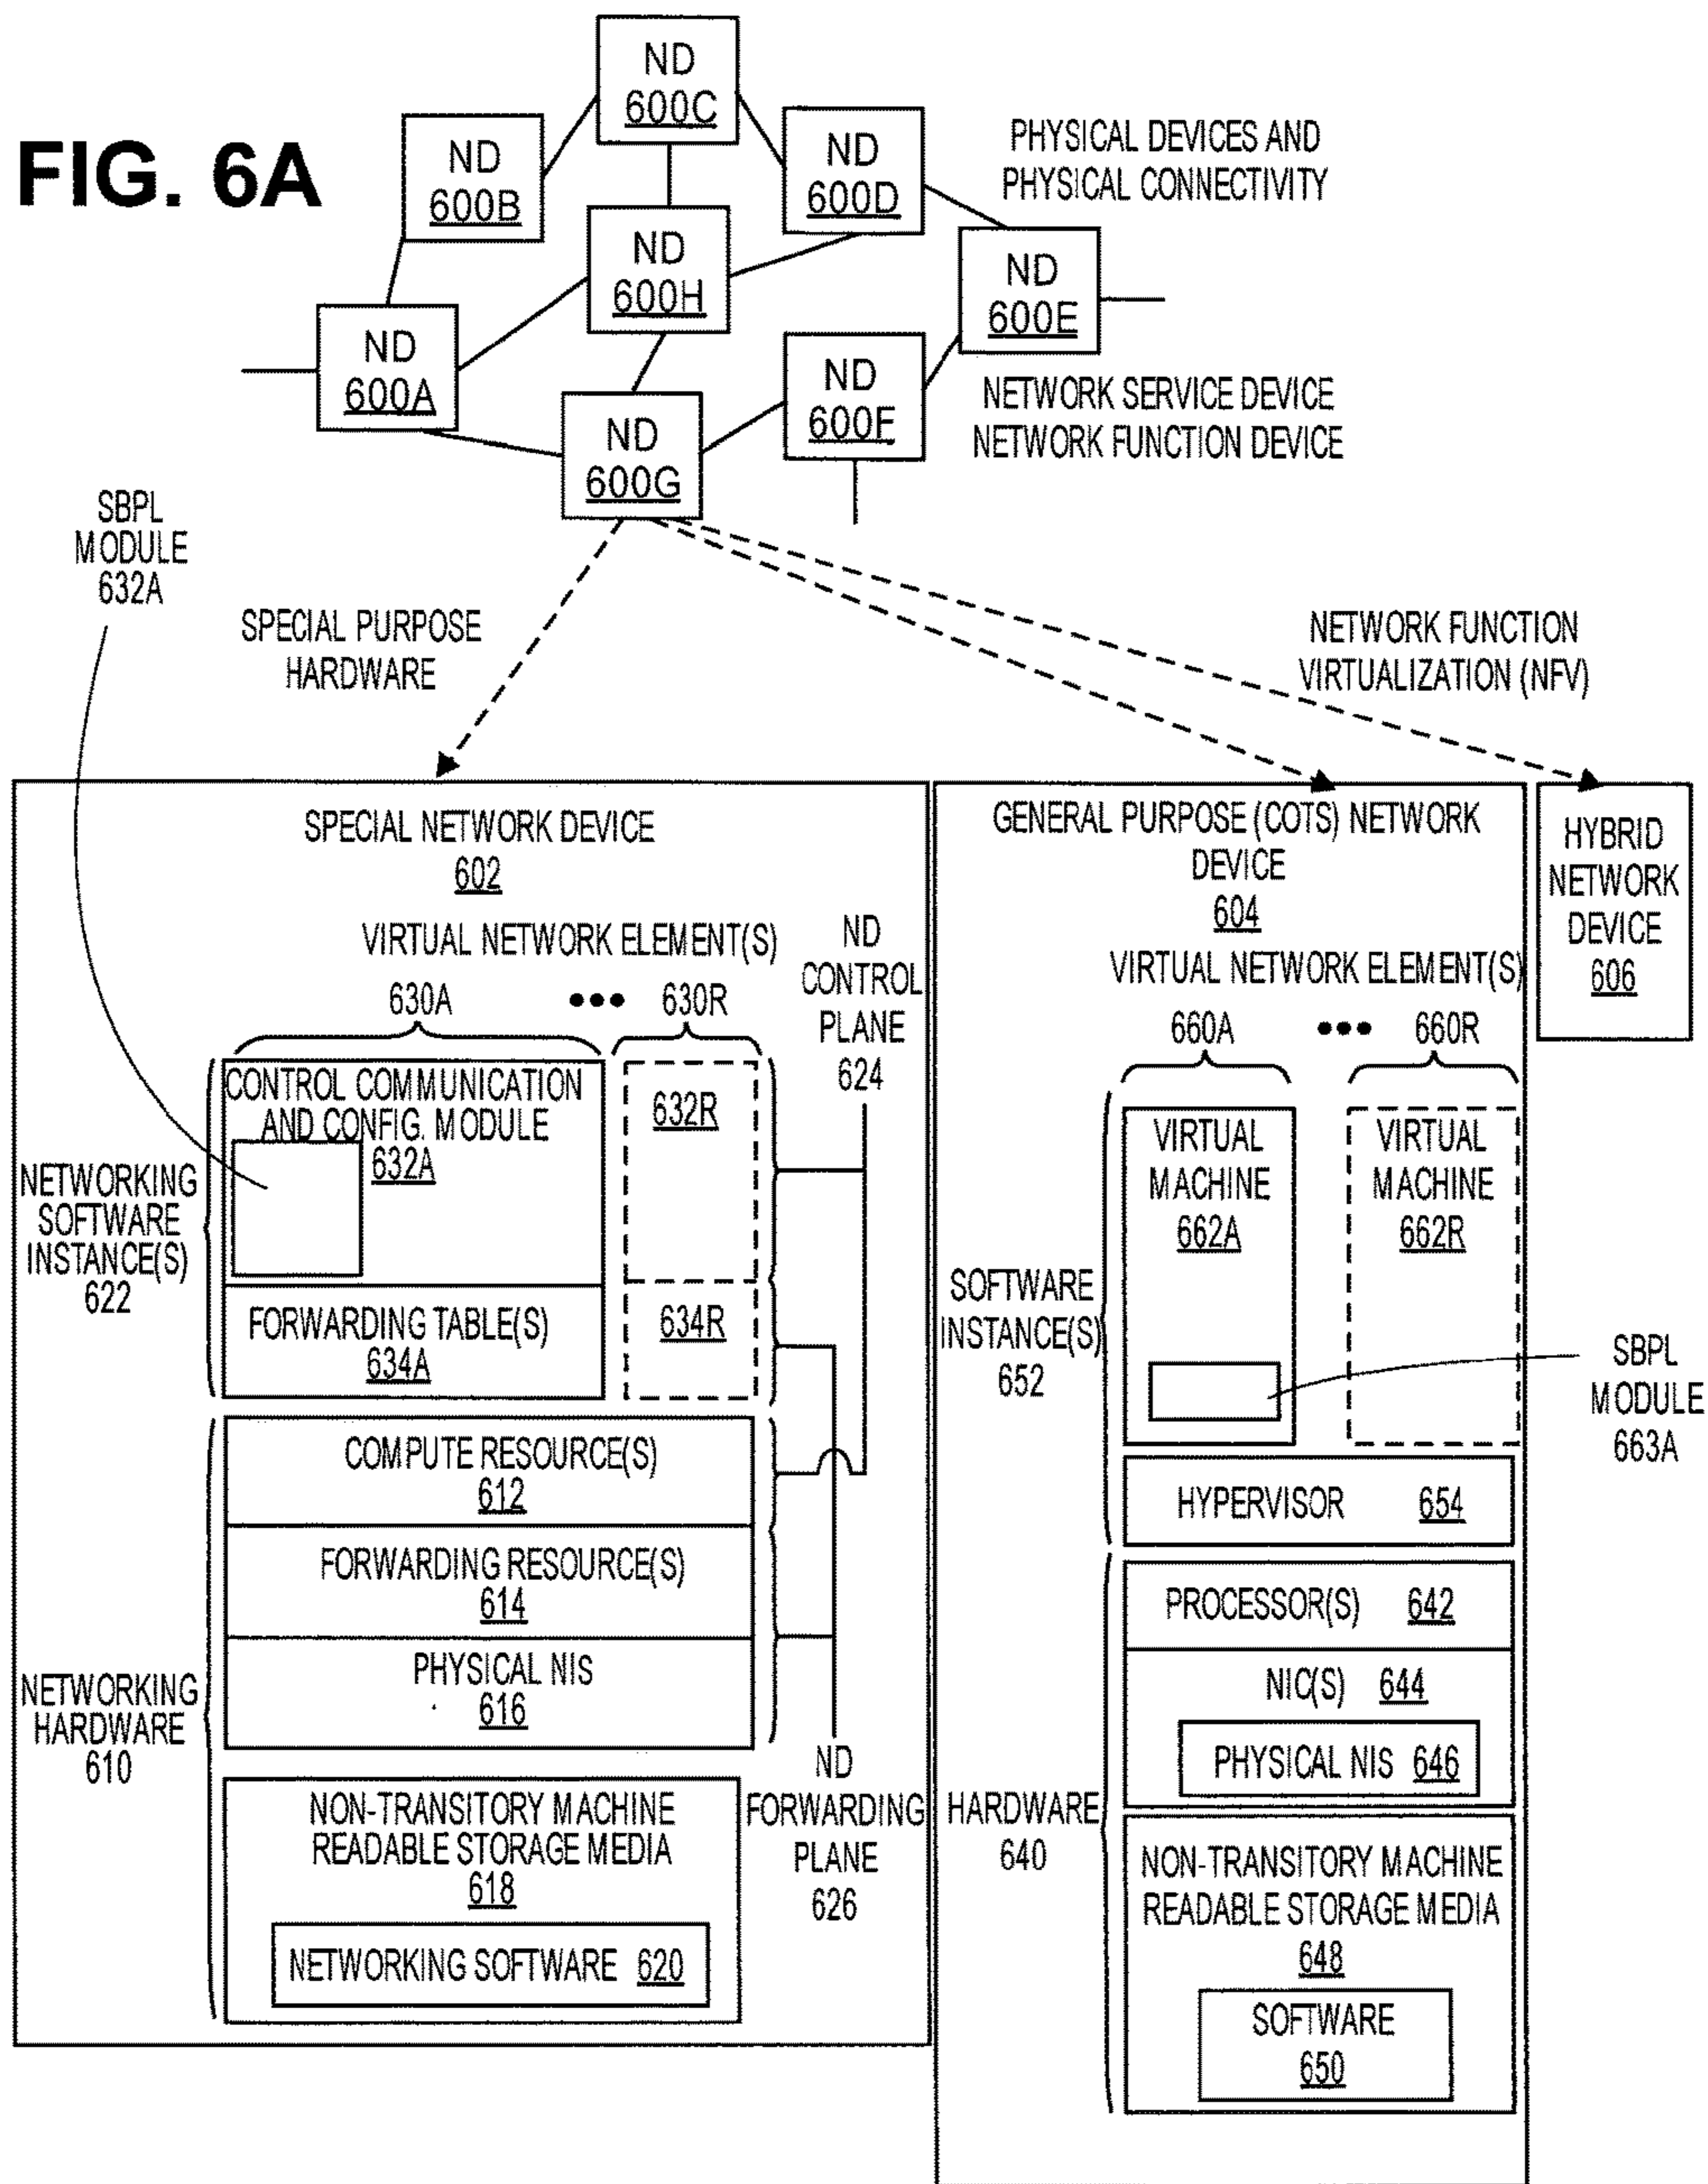 FIG. 6A
ND
600C
ND
600B
ND
600D
PHYSICAL DEVICES AND
PHYSICAL CONNECTIVITY
ND
600H
ND
600E
ND
600A
ND
600F
NETWORK SERVICE DEVICE
NETWORK FUNCTION DEVICE
ND
600G
SBPL
MODULE
632A
SPECIAL PURPOSE
HARDWARE
NETWORK FUNCTION
VIRTUALIZATION (NFV)
SPECIAL NETWORK DEVICE
602
VIRTUAL NETWORK ELEMENT(S)
630A ••• 630R
ND
CONTROL
PLANE
624
CONTROL COMMUNICATION
AND CONFIG. MODULE
632A
632R
NETWORKING
SOFTWARE
INSTANCE(S)
622
FORWARDING TABLE(S)
634A
634R
COMPUTE RESOURCE(S)
612
FORWARDING RESOURCE(S)
614
PHYSICAL NIS
616
NETWORKING
HARDWARE
610
ND
FORWARDING
PLANE
626
NON-TRANSITORY MACHINE
READABLE STORAGE MEDIA
618
NETWORKING SOFTWARE 620
GENERAL PURPOSE (COTS) NETWORK
DEVICE
604
VIRTUAL NETWORK ELEMENT(S)
660A ••• 660R
VIRTUAL
MACHINE
662A
VIRTUAL
MACHINE
662R
SOFTWARE
INSTANCE(S)
652
SBPL
MODULE
663A
HYPERVISOR 654
PROCESSOR(S) 642
NIC(S) 644
PHYSICAL NIS 646
HARDWARE
640
NON-TRANSITORY MACHINE
READABLE STORAGE MEDIA
648
SOFTWARE
650
HYBRID
NETWORK
DEVICE
606